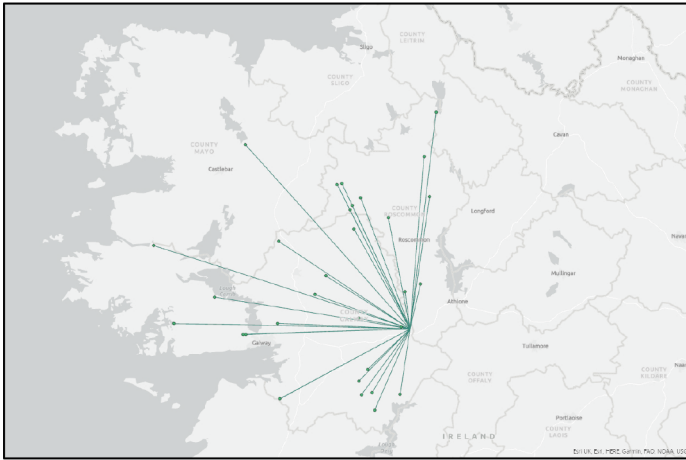 Sligo
COUNTY
LEITRIM
Monaghan
COUNTY
MONAGHAN
COUNTY
SLIGO
Cavan
COUNTY
MAYO
Castlebar
COUNTY
ROSCOMMON
Longford
Roscommon
Mullingar
Athlone
COUNTY
Galway
Tullamore
COUNTY
OFFALY
COUNTY
KILDARE
Portlaoise
COUNTY
LAOIS
IRELAND
Esri UK, Esri, HERE, Garmin, FAO, NOAA, USG